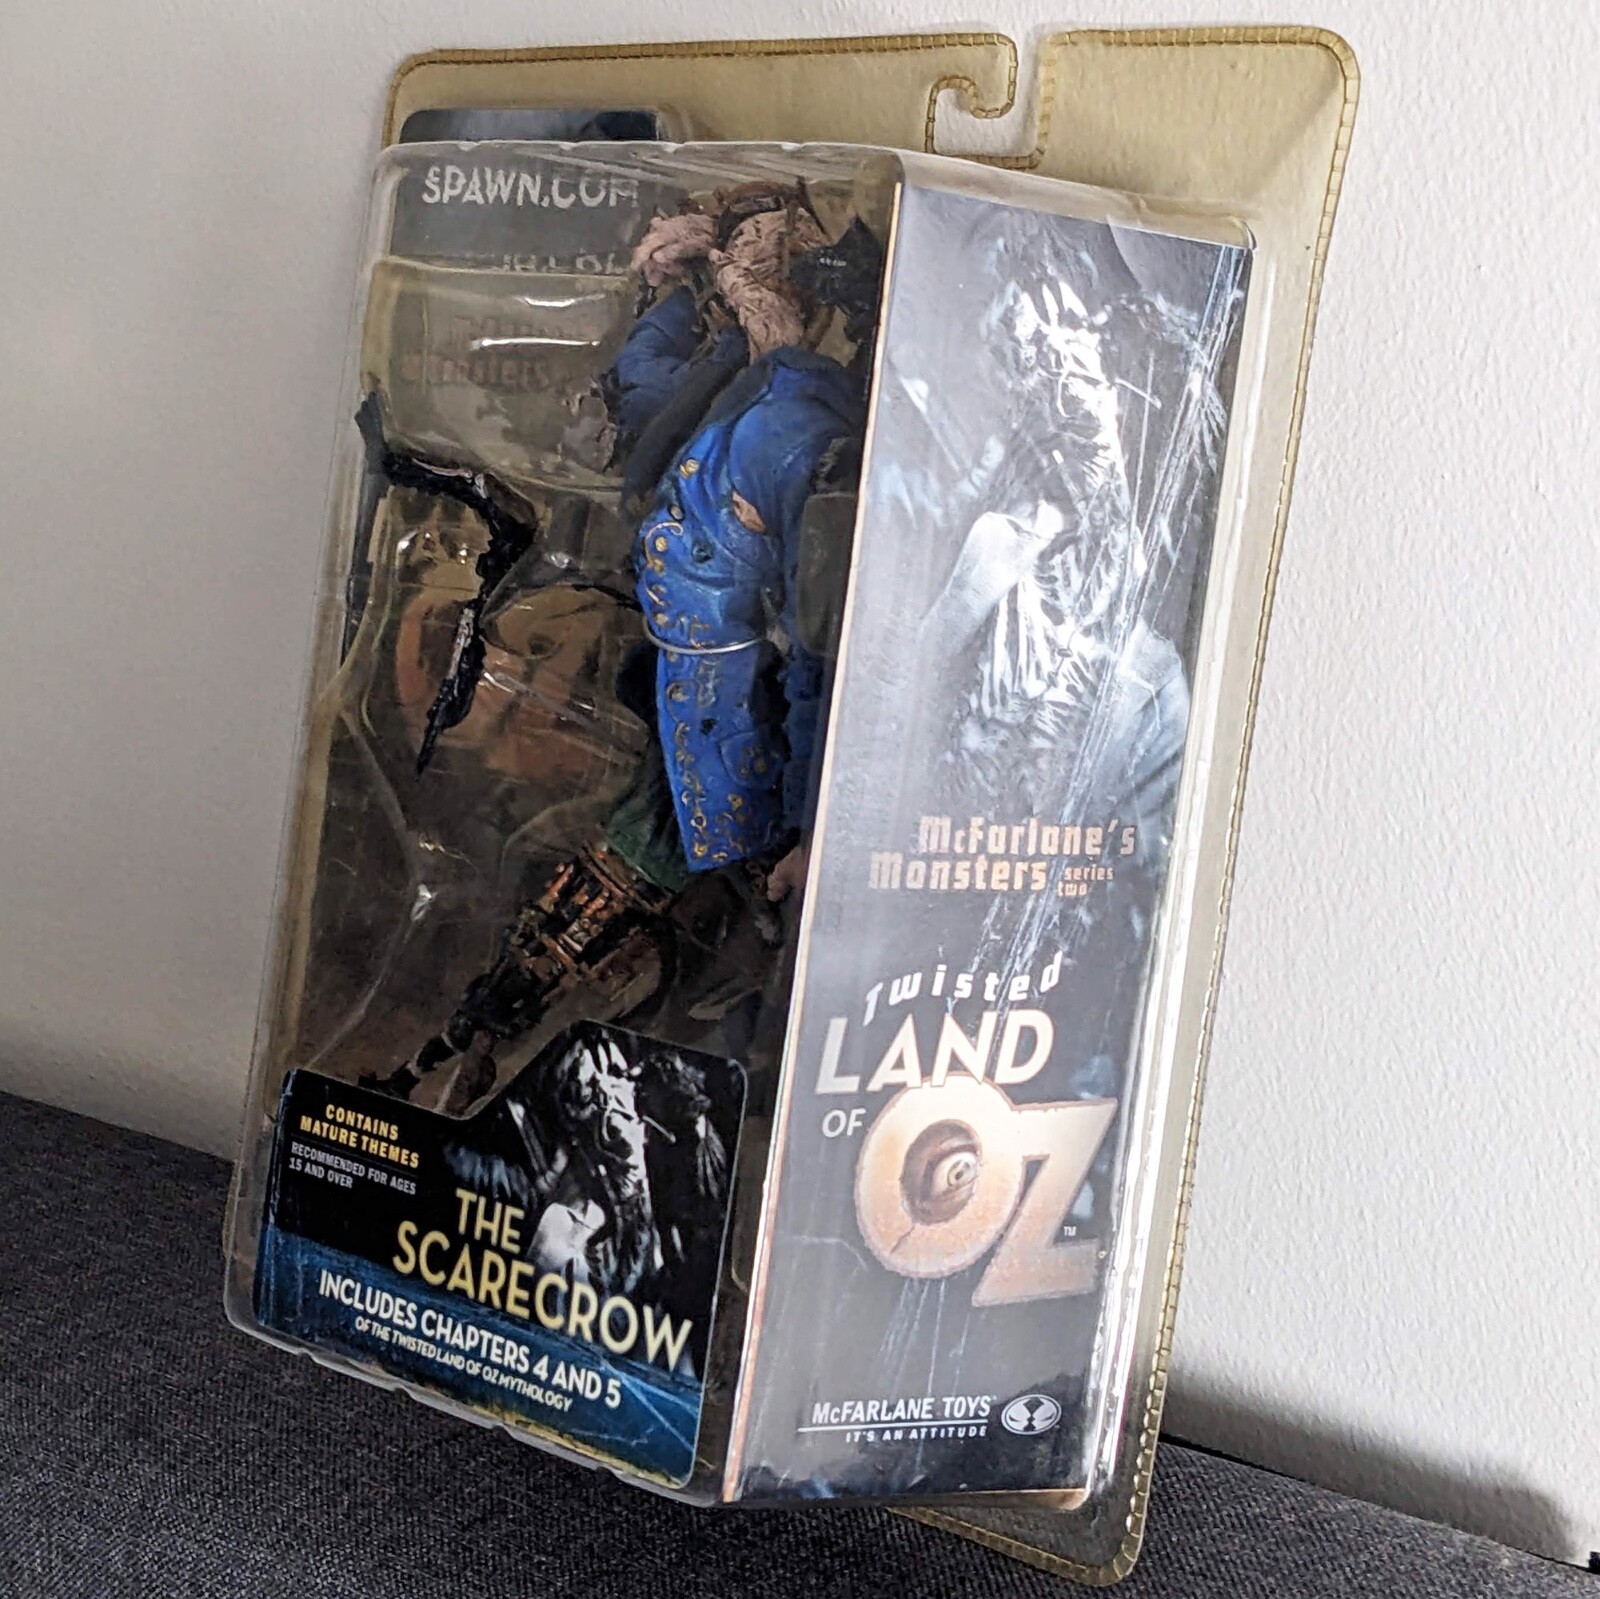 SPAWN.COM
McFarlane's
Monsters series
two
Twisted
LAND
OF OZ™
McFARLANE TOYS
IT'S AN ATTITUDE
CONTAINS
MATURE THEMES
RECOMMENDED FOR AGES
15 AND OVER
THE
SCARECROW
INCLUDES CHAPTERS 4 AND 5
OF THE TWISTED LAND OF OZ MYTHOLOGY